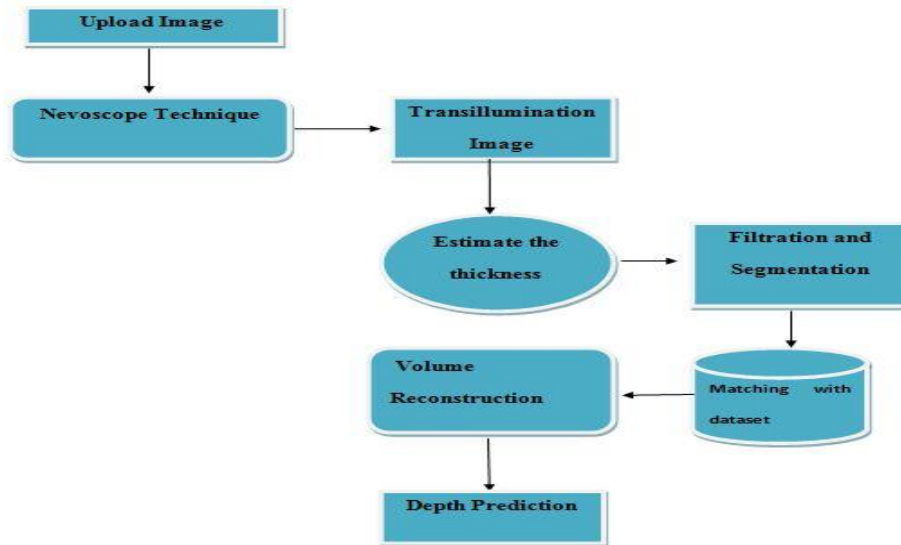 Upload Image
Nevoscope Technique
Transillumination
Image
Estimate the
thickness
Filtration and
Segmentation
Matching with
dataset
Volume
Reconstruction
Depth Prediction